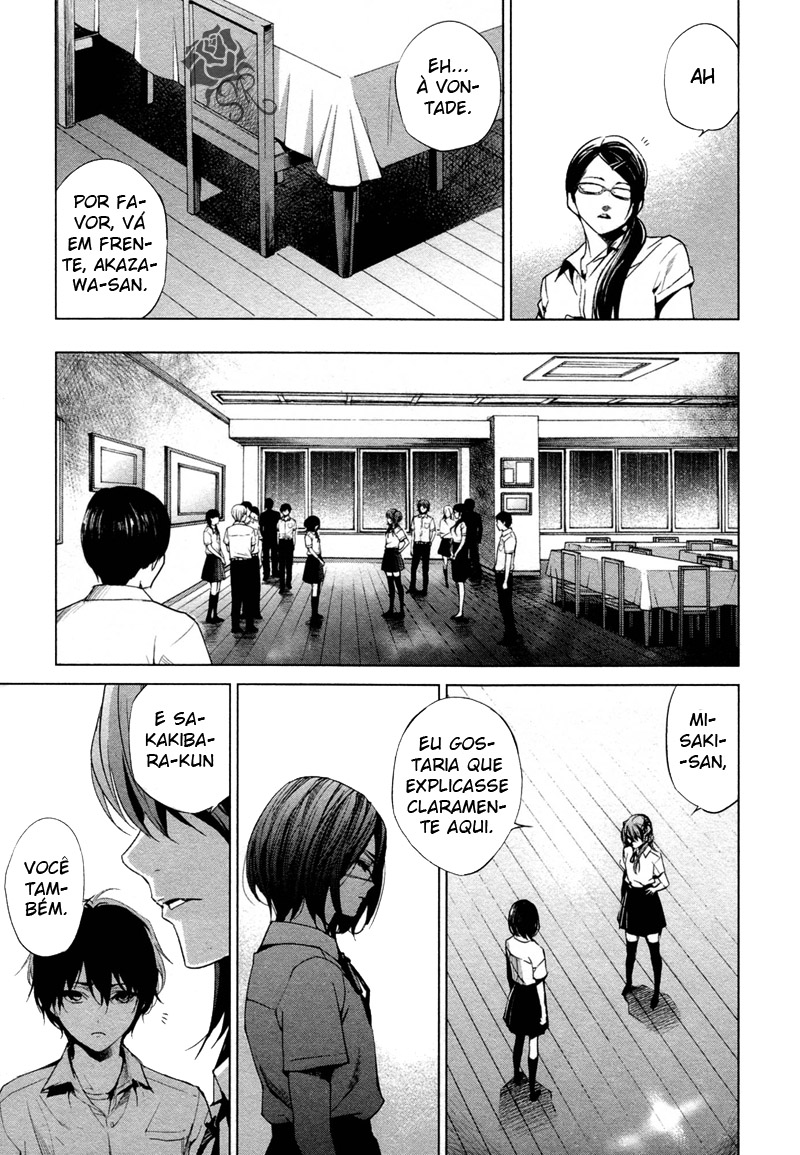 AH
EH...
À VON-
TADE.
POR FA-
VOR, VÁ
EM FREN-
TE, AKAZA-
WA-SAN.
MI-
SAKI-
-SAN,
EU GOS-
TARIA QUE
EXPLICASSE
CLARAMEN-
TE AQUI.
E SA-
KAKIBA-
RA-KUN
VOCÊ
TAM-
BÉM.